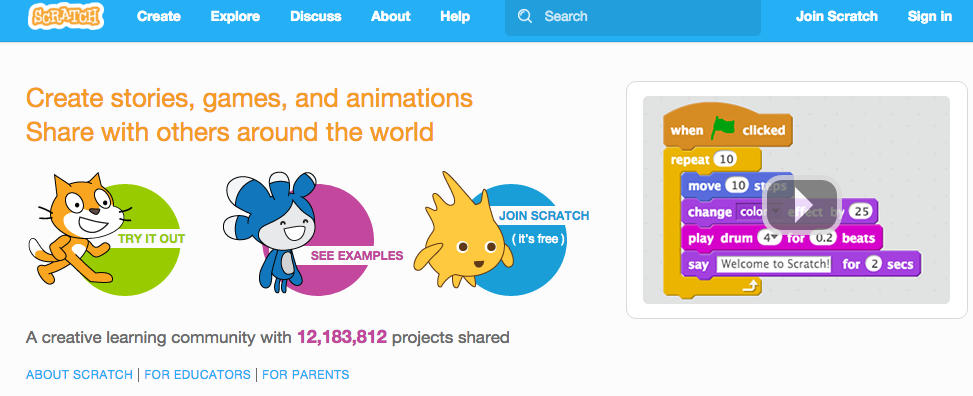 SCRATCH Create Explore Discuss About Help Search Join Scratch Sign in
Create stories, games, and animations
Share with others around the world
TRY IT OUT
SEE EXAMPLES
JOIN SCRATCH
( it's free )
A creative learning community with 12,183,812 projects shared
ABOUT SCRATCH | FOR EDUCATORS | FOR PARENTS
when clicked
repeat 10
move 10 steps
change color effect by 25
play drum 4 for 0.2 beats
say Welcome to Scratch! for 2 secs